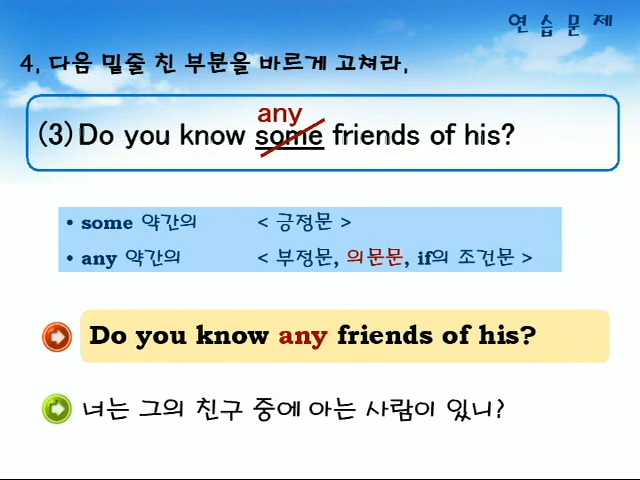 연 습 문 제
4. 다음 밑줄 친 부분을 바르게 고쳐라.
any
(3) Do you know some friends of his?
• some 약간의 < 긍정문 >
• any 약간의 < 부정문, 의문문, if의 조건문 >
Do you know any friends of his?
너는 그의 친구 중에 아는 사람이 있니?